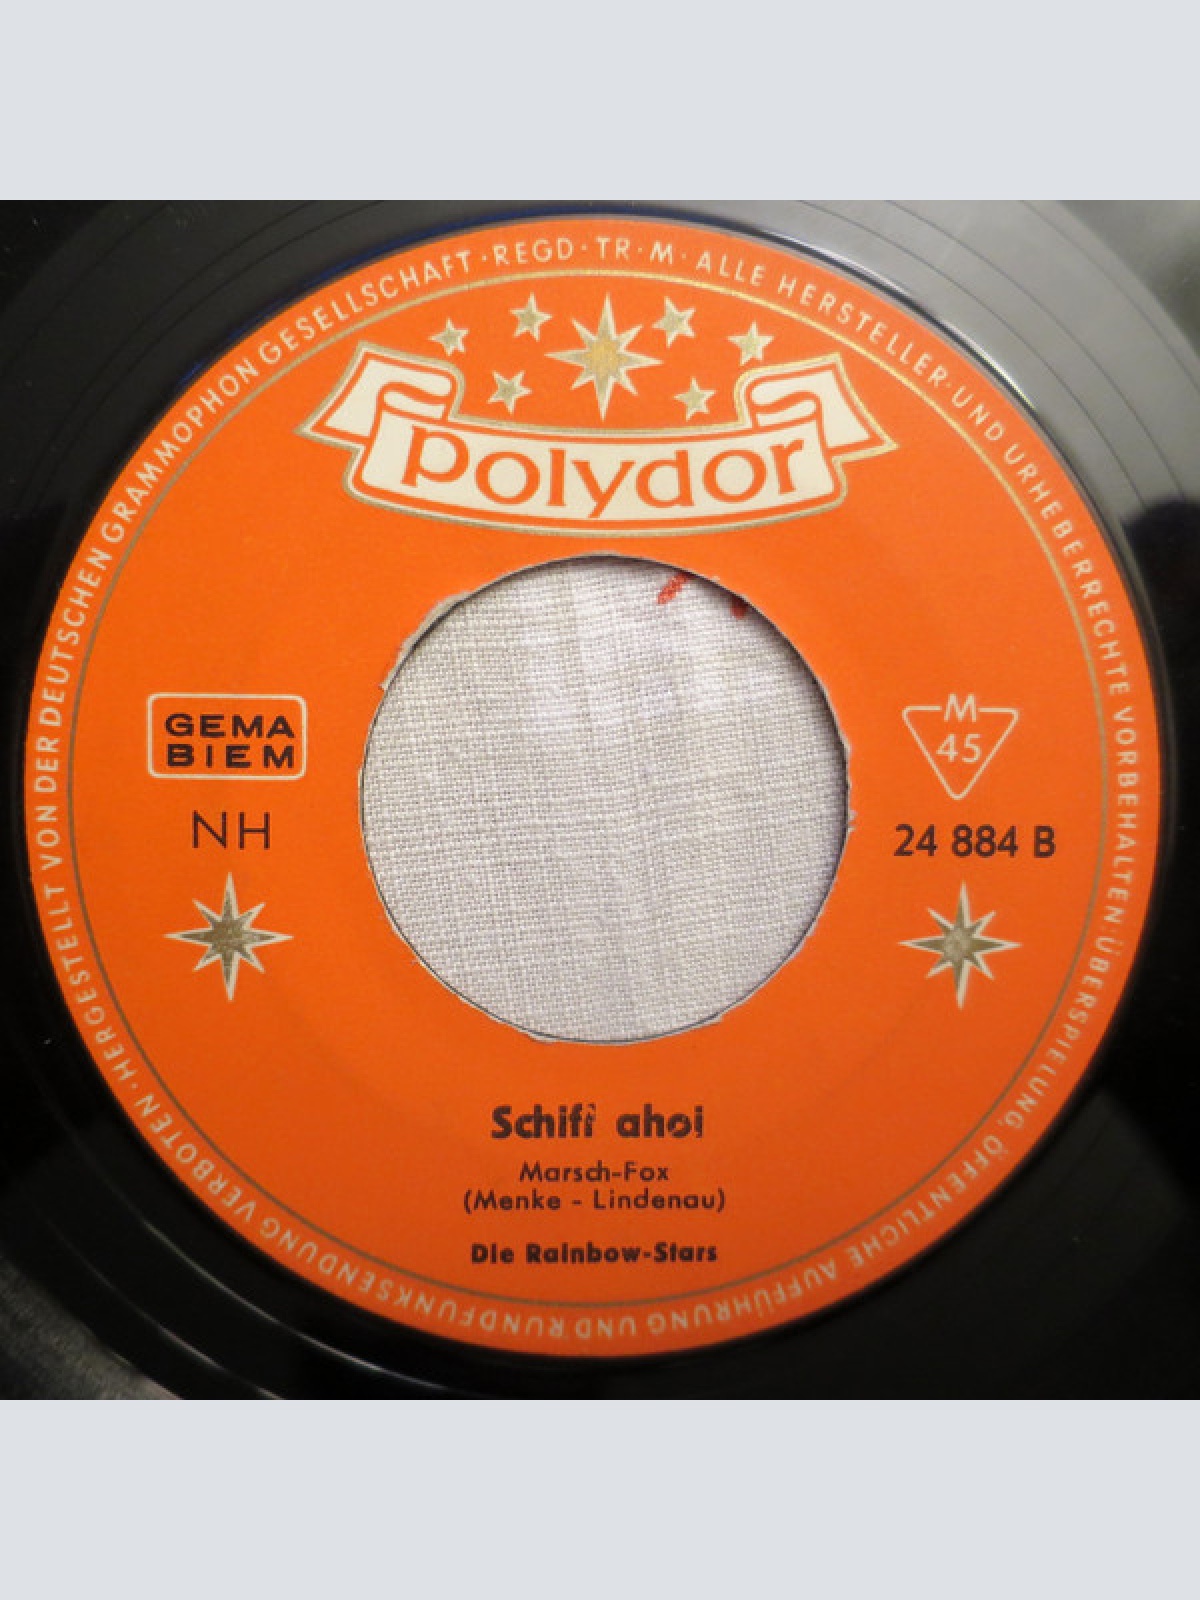 HERGESTELLT VON DER DEUTSCHEN GRAMMOPHON GESELLSCHAFT · REGD · TR · M · ALLE HERSTELLER- UND URHEBERRECHTE VORBEHALTEN: ÜBERSPIELUNG, ÖFFENTLICHE AUFFÜHRUNG UND RUNDFUNKSENDUNG VERBOTEN ·
polydor
GEMA
BIEM
NH
M
45
24 884 B
Schiff ahoi
Marsch-Fox
(Menke - Lindenau)
Die Rainbow-Stars